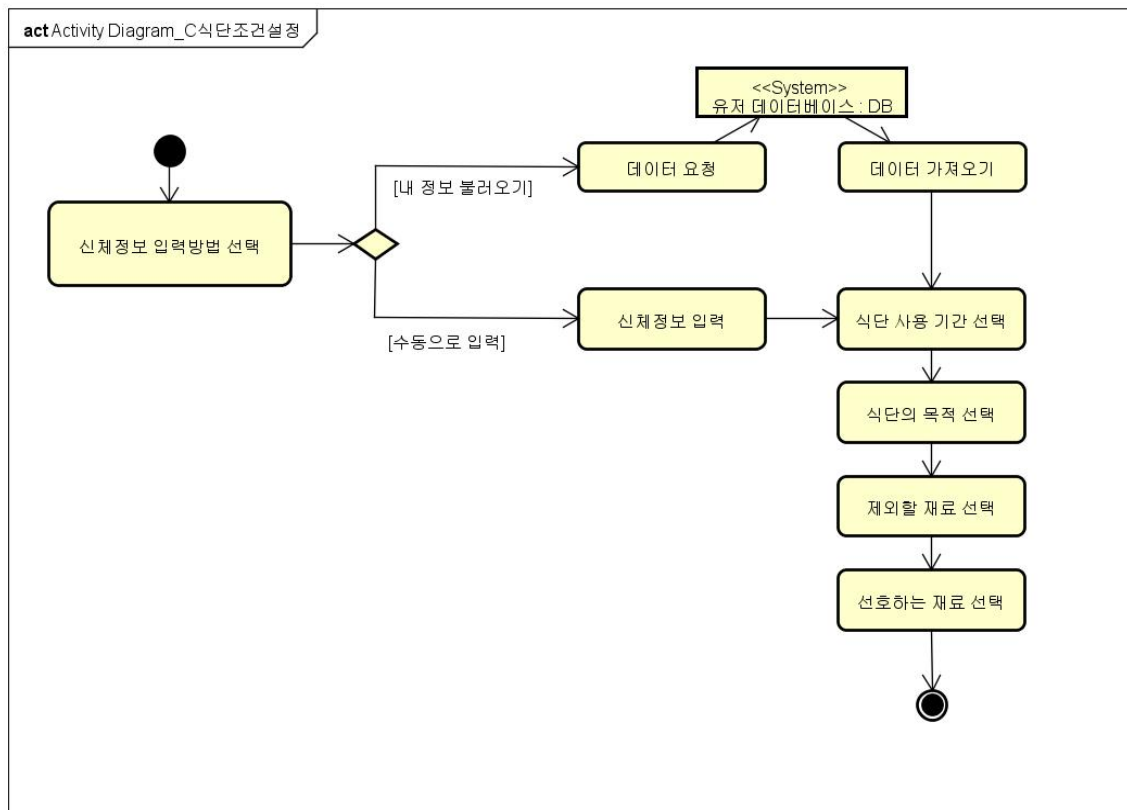 act Activity Diagram_C식단조건설정
<<System>>
유저 데이터베이스 : DB
데이터 요청
데이터 가져오기
[내 정보 불러오기]
신체정보 입력방법 선택
신체정보 입력
식단 사용 기간 선택
[수동으로 입력]
식단의 목적 선택
제외할 재료 선택
선호하는 재료 선택